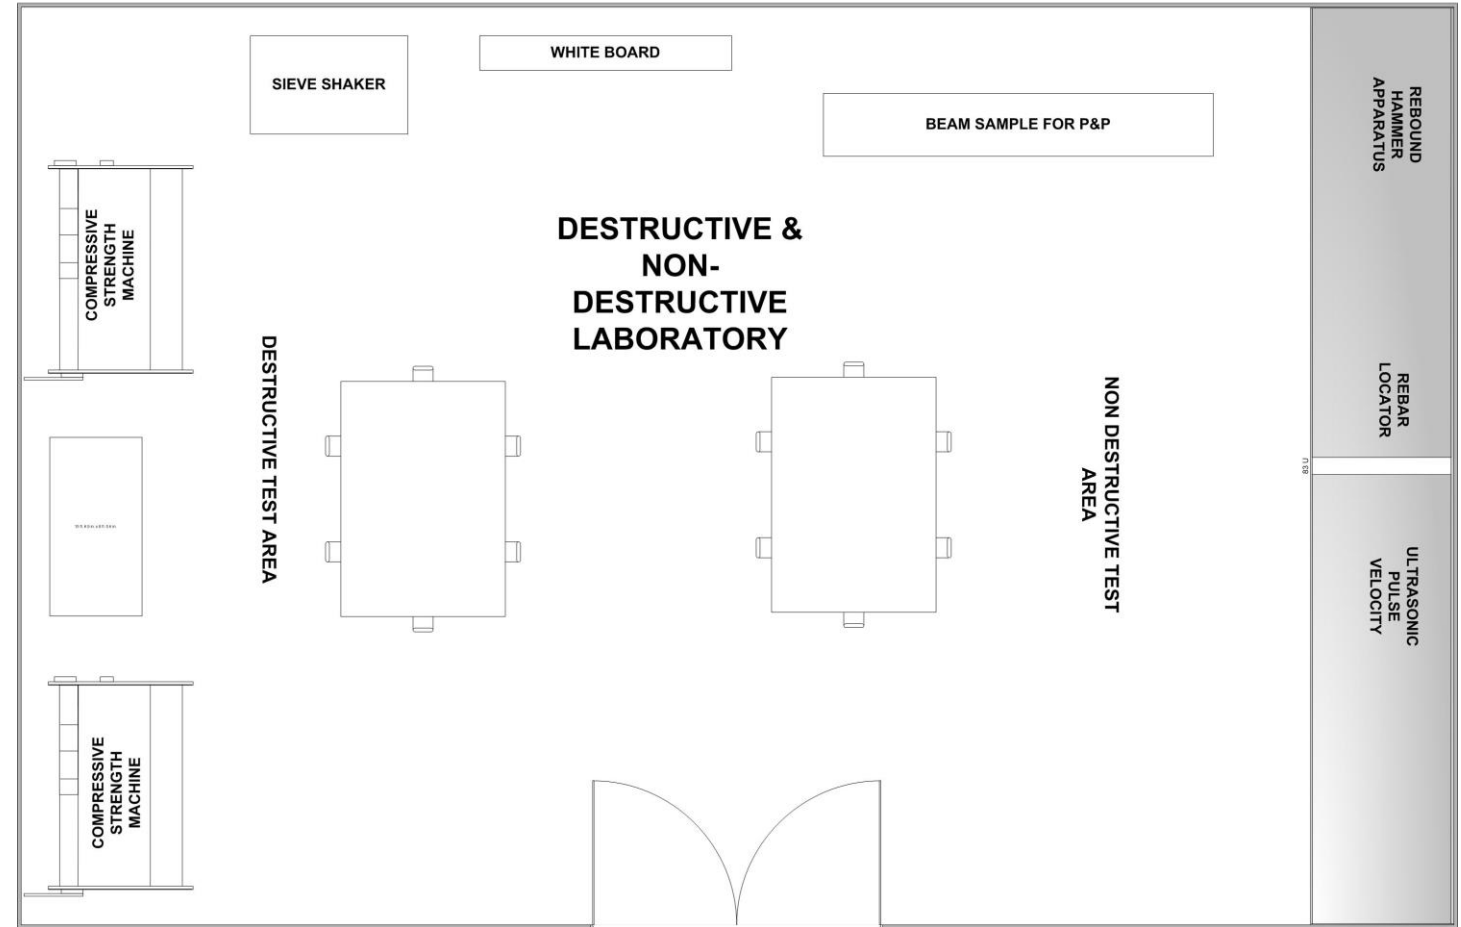 WHITE BOARD
SIEVE SHAKER
BEAM SAMPLE FOR P&P
REBOUND
HAMMER
APPARATUS
DESTRUCTIVE &
NON-
DESTRUCTIVE
LABORATORY
COMPRESSIVE
STRENGTH
MACHINE
DESTRUCTIVE TEST AREA
NON DESTRUCTIVE TEST
AREA
REBAR
LOCATOR
ULTRASONIC
PULSE
VELOCITY
COMPRESSIVE
STRENGTH
MACHINE